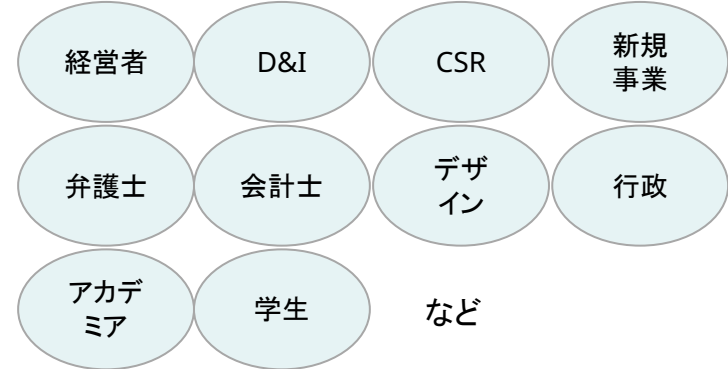 経営者
D&I
CSR
新規
事業
弁護士
会計士
デザ
イン
行政
アカデ
ミア
学生
など